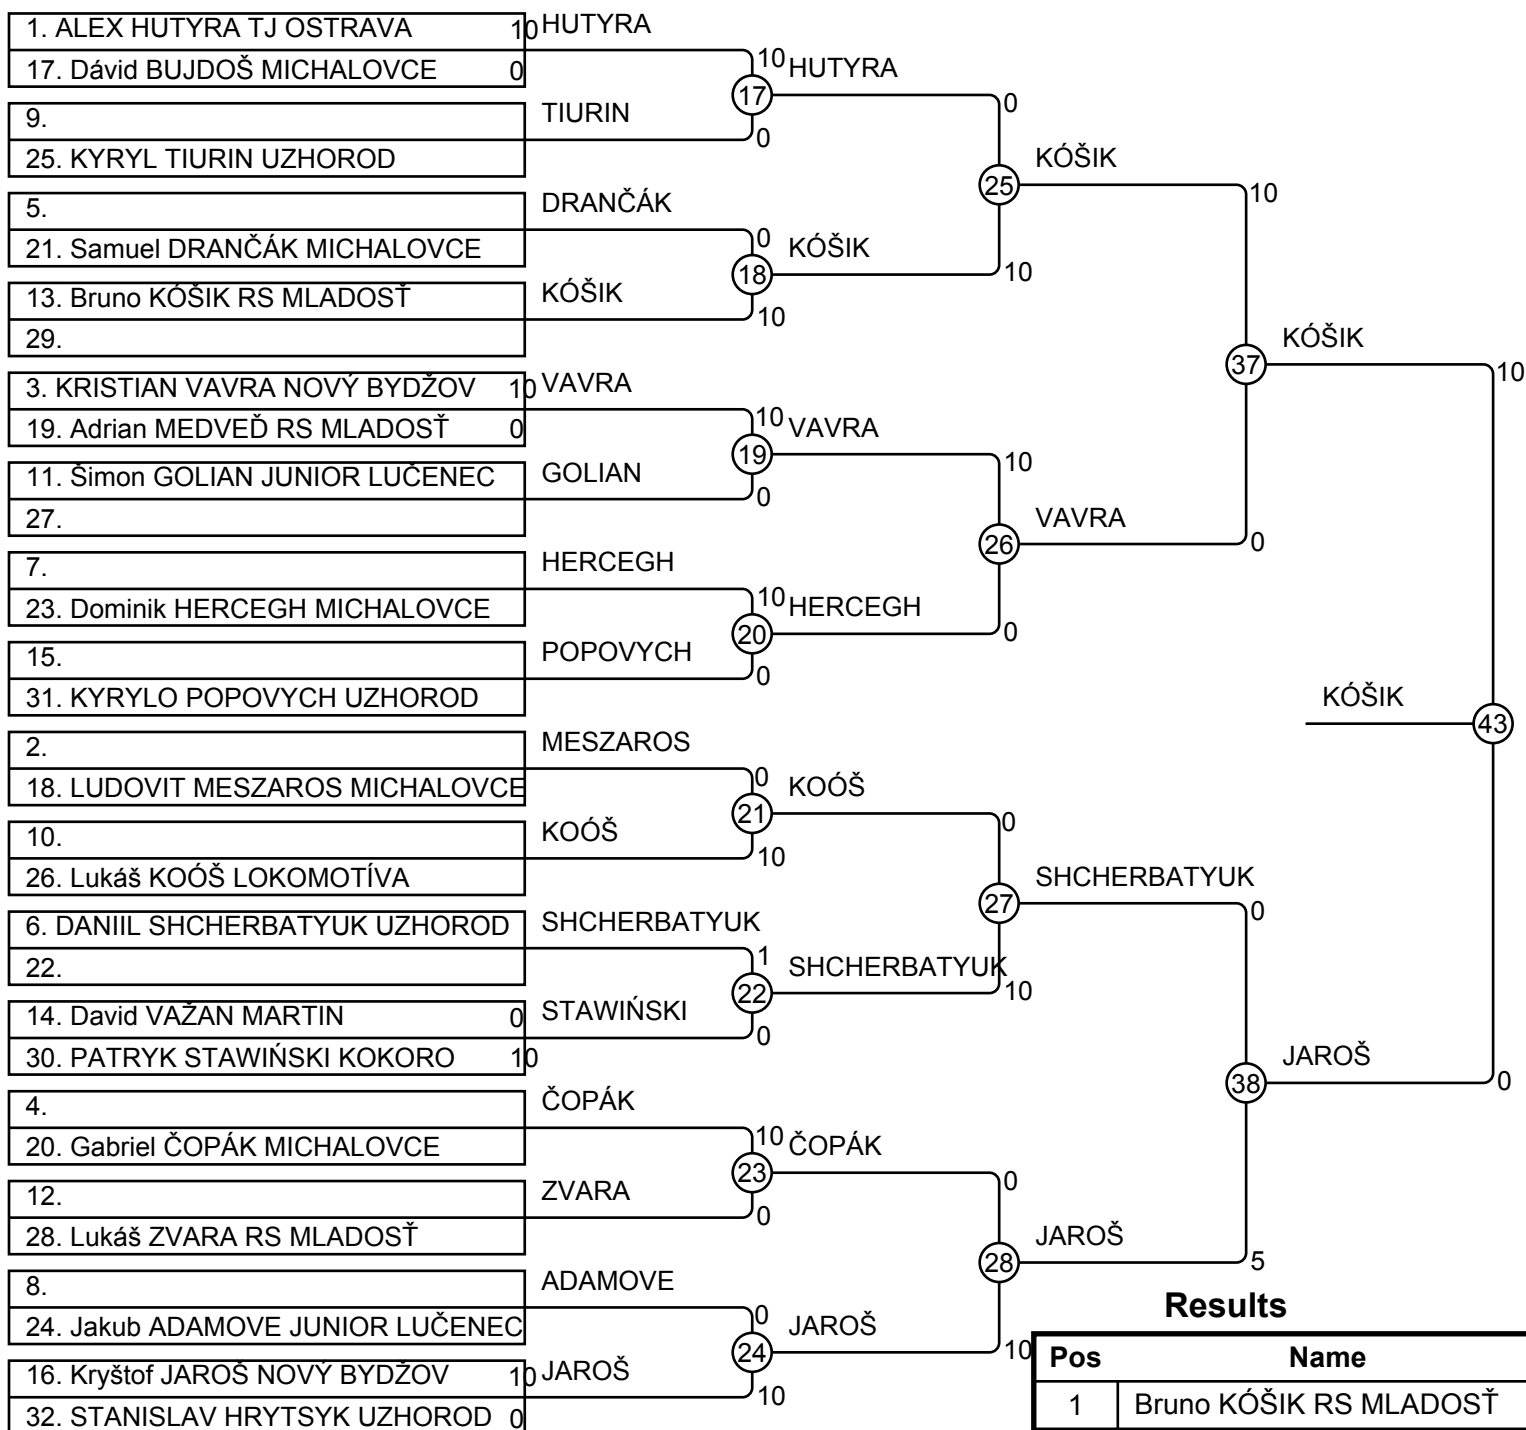 1. ALEX HUTYRA TJ OSTRAVA 10
17. Dávid BUJDOŠ MICHALOVCE 0
9.
25. KYRYL TIURIN UZHOROD
5.
21. Samuel DRANČÁK MICHALOVCE
13. Bruno KÓŠIK RS MLADOSŤ
29.
3. KRISTIAN VAVRA NOVÝ BYDŽOV 10
19. Adrian MEDVEĎ RS MLADOSŤ 0
11. Šimon GOLIAN JUNIOR LUČENEC
27.
7.
23. Dominik HERCEGH MICHALOVCE
15.
31. KYRYLO POPOVYCH UZHOROD
2.
18. LUDOVIT MESZAROS MICHALOVCE
10.
26. Lukáš KOÓŠ LOKOMOTÍVA
6. DANIIL SHCHERBATYUK UZHOROD
22.
14. David VAŽAN MARTIN 0
30. PATRYK STAWIŃSKI KOKORO 10
4.
20. Gabriel ČOPÁK MICHALOVCE
12.
28. Lukáš ZVARA RS MLADOSŤ
8.
24. Jakub ADAMOVE JUNIOR LUČENEC
16. Kryštof JAROŠ NOVÝ BYDŽOV 10
32. STANISLAV HRYTSYK UZHOROD 0
HUTYRA
10
17
TIURIN
0
DRANČÁK
0
18
KÓŠIK
10
VAVRA
10
19
GOLIAN
0
HERCEGH
10
20
POPOVYCH
0
MESZAROS
0
21
KOÓŠ
10
SHCHERBATYUK
1
22
STAWIŃSKI
0
ČOPÁK
10
23
ZVARA
0
ADAMOVE
0
24
JAROŠ
10
HUTYRA
0
25
KÓŠIK
10
VAVRA
10
26
HERCEGH
0
KOÓŠ
0
27
SHCHERBATYUK
10
ČOPÁK
0
28
JAROŠ
10
KÓŠIK
10
37
VAVRA
0
SHCHERBATYUK
0
38
JAROŠ
5
KÓŠIK
10
KÓŠIK
43
JAROŠ
0
Results
Pos Name
1 Bruno KÓŠIK RS MLADOSŤ